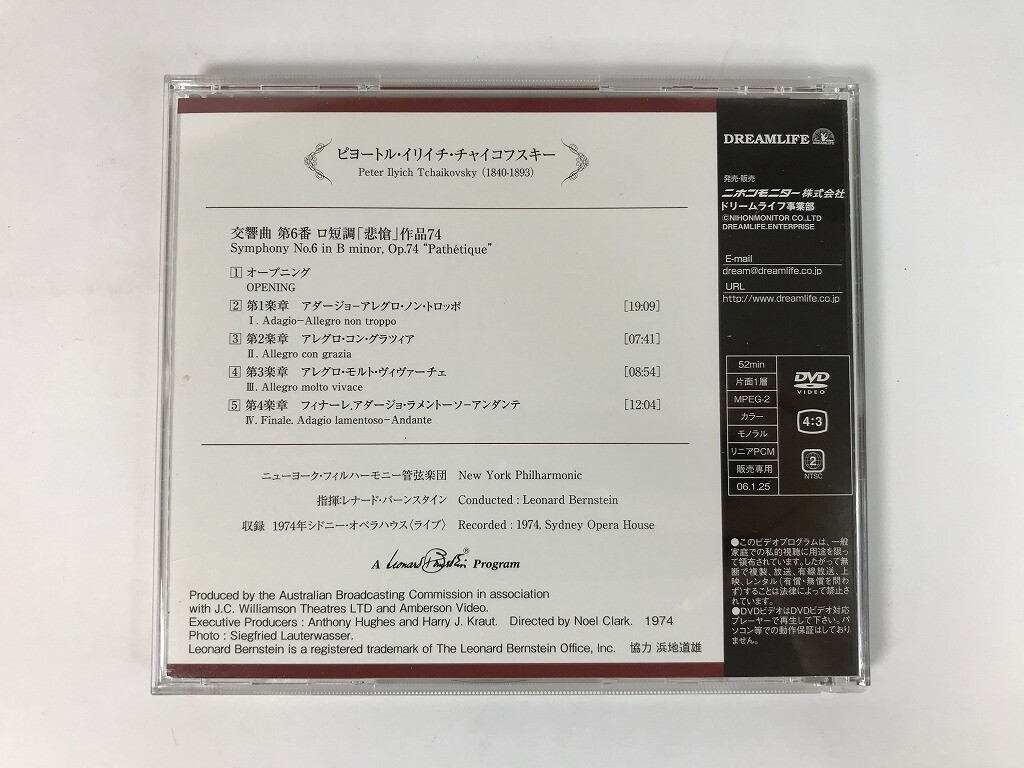 ピョートル・イリイチ・チャイコフスキー
Peter Ilyich Tchaikovsky (1840-1893)
交響曲 第6番 ロ短調「悲愴」作品74
Symphony No.6 in B minor, Op.74 "Pathétique"
1 オープニング
OPENING
2 第1楽章 アダージョ−アレグロ・ノン・トロッポ [19:09]
Ⅰ. Adagio−Allegro non troppo
3 第2楽章 アレグロ・コン・グラツィア [07:41]
Ⅱ. Allegro con grazia
4 第3楽章 アレグロ・モルト・ヴィヴァーチェ [08:54]
Ⅲ. Allegro molto vivace
5 第4楽章 フィナーレ、アダージョ・ラメントーソ−アンダンテ [12:04]
Ⅳ. Finale. Adagio lamentoso−Andante
ニューヨーク・フィルハーモニー管弦楽団 New York Philharmonic
指揮:レナード・バーンスタイン Conducted : Leonard Bernstein
収録 1974年シドニー・オペラハウス〈ライブ〉 Recorded : 1974, Sydney Opera House
A Leonard Bernstein® Program
Produced by the Australian Broadcasting Commission in association
with J.C. Williamson Theatres LTD and Amberson Video.
Executive Producers : Anthony Hughes and Harry J. Kraut. Directed by Noel Clark. 1974
Photo : Siegfried Lauterwasser.
Leonard Bernstein is a registered trademark of The Leonard Bernstein Office, Inc. 協力 浜地道雄
DREAMLIFE
DREAMLIFE
発売・販売
ニホンモニター株式会社
ドリームライフ事業部
©NIHONMONITOR CO.,LTD
DREAMLIFE.ENTERPRISE
E-mail
dream@dreamlife.co.jp
URL
http://www.dreamlife.co.jp
52min
片面1層
MPEG-2
カラー
モノラル
リニアPCM
販売専用
06.1.25
DVD
VIDEO
4:3
2
NTSC
●このビデオプログラムは、一般
家庭での私的視聴に用途を限っ
て領布されています。したがって無
断で複製、放送、有線放送、上
映、レンタル(有償・無償を問わ
ず)することは法律によって禁止さ
れています。
●DVDビデオはDVDビデオ対応
プレーヤーで再生して下さい。パ
ソコン等での動作保証はしており
ません。